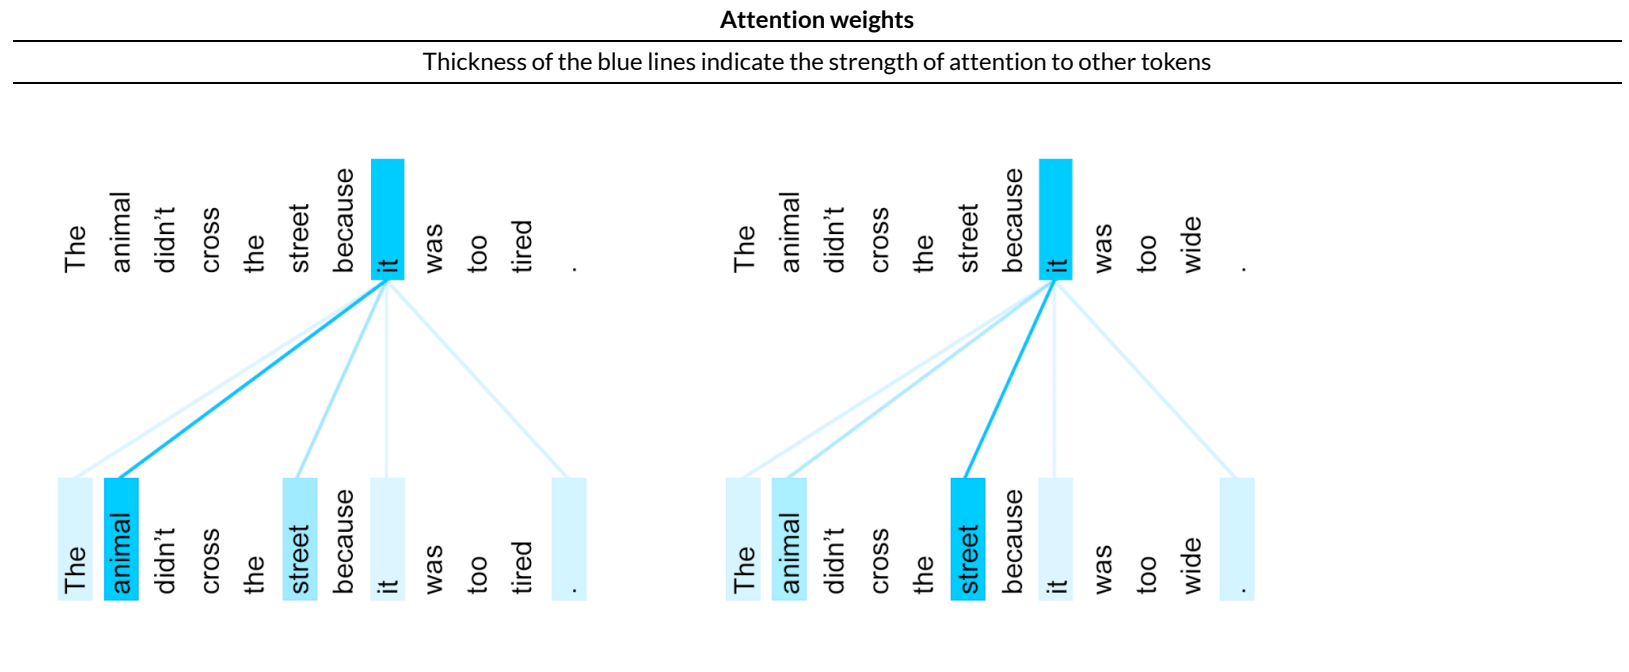 Attention weights
Thickness of the blue lines indicate the strength of attention to other tokens
The animal didn't cross the street because it was too tired .
The animal didn't cross the street because it was too wide .
The animal didn't cross the street because it was too tired .
The animal didn't cross the street because it was too wide .